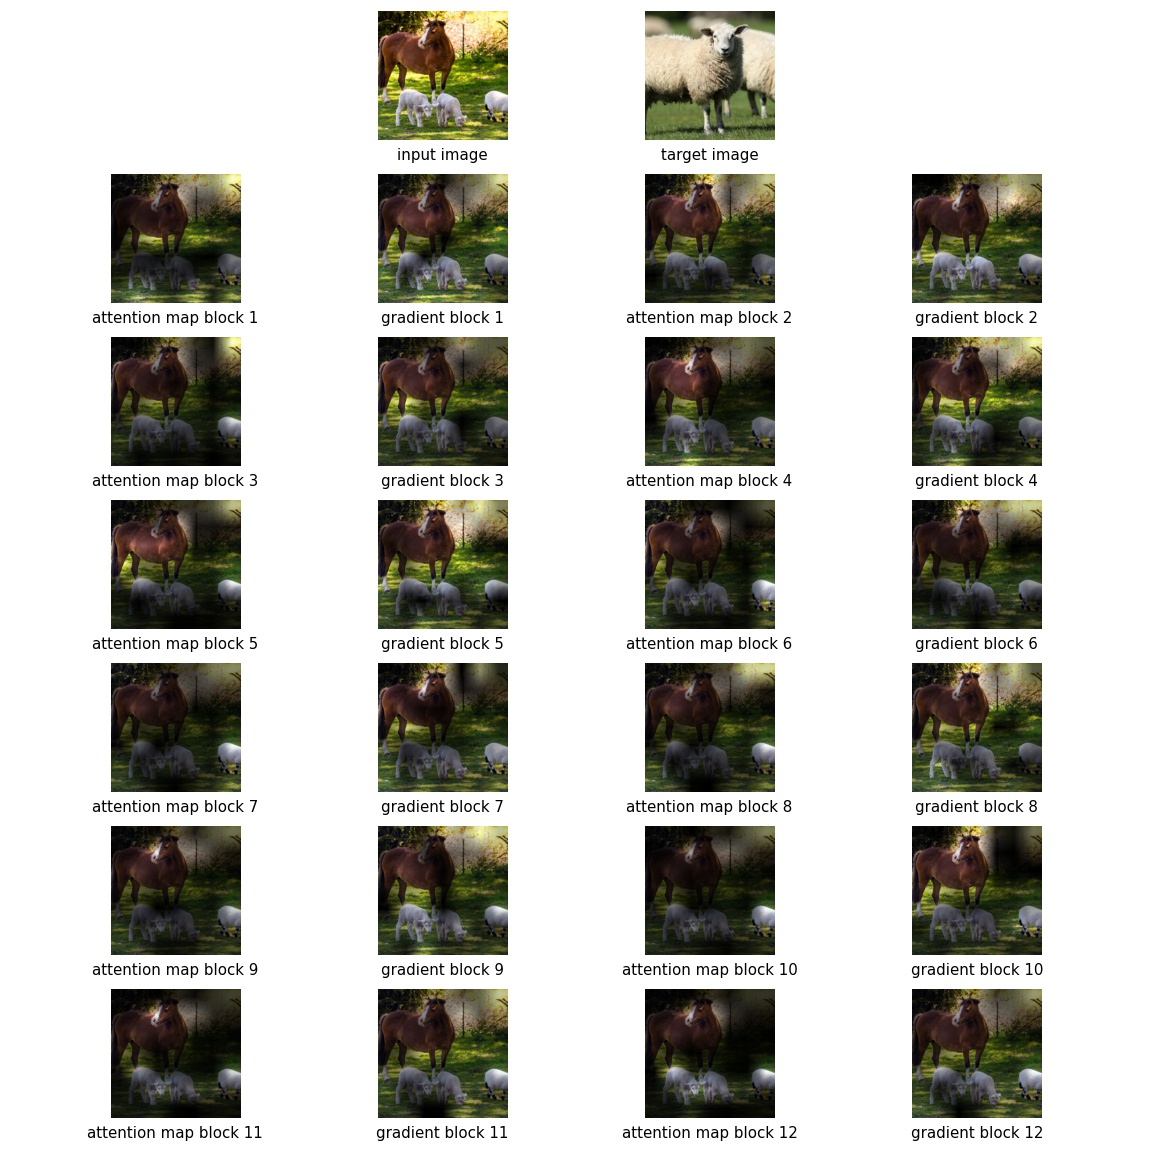 input image
target image
attention map block 1
gradient block 1
attention map block 2
gradient block 2
attention map block 3
gradient block 3
attention map block 4
gradient block 4
attention map block 5
gradient block 5
attention map block 6
gradient block 6
attention map block 7
gradient block 7
attention map block 8
gradient block 8
attention map block 9
gradient block 9
attention map block 10
gradient block 10
attention map block 11
gradient block 11
attention map block 12
gradient block 12